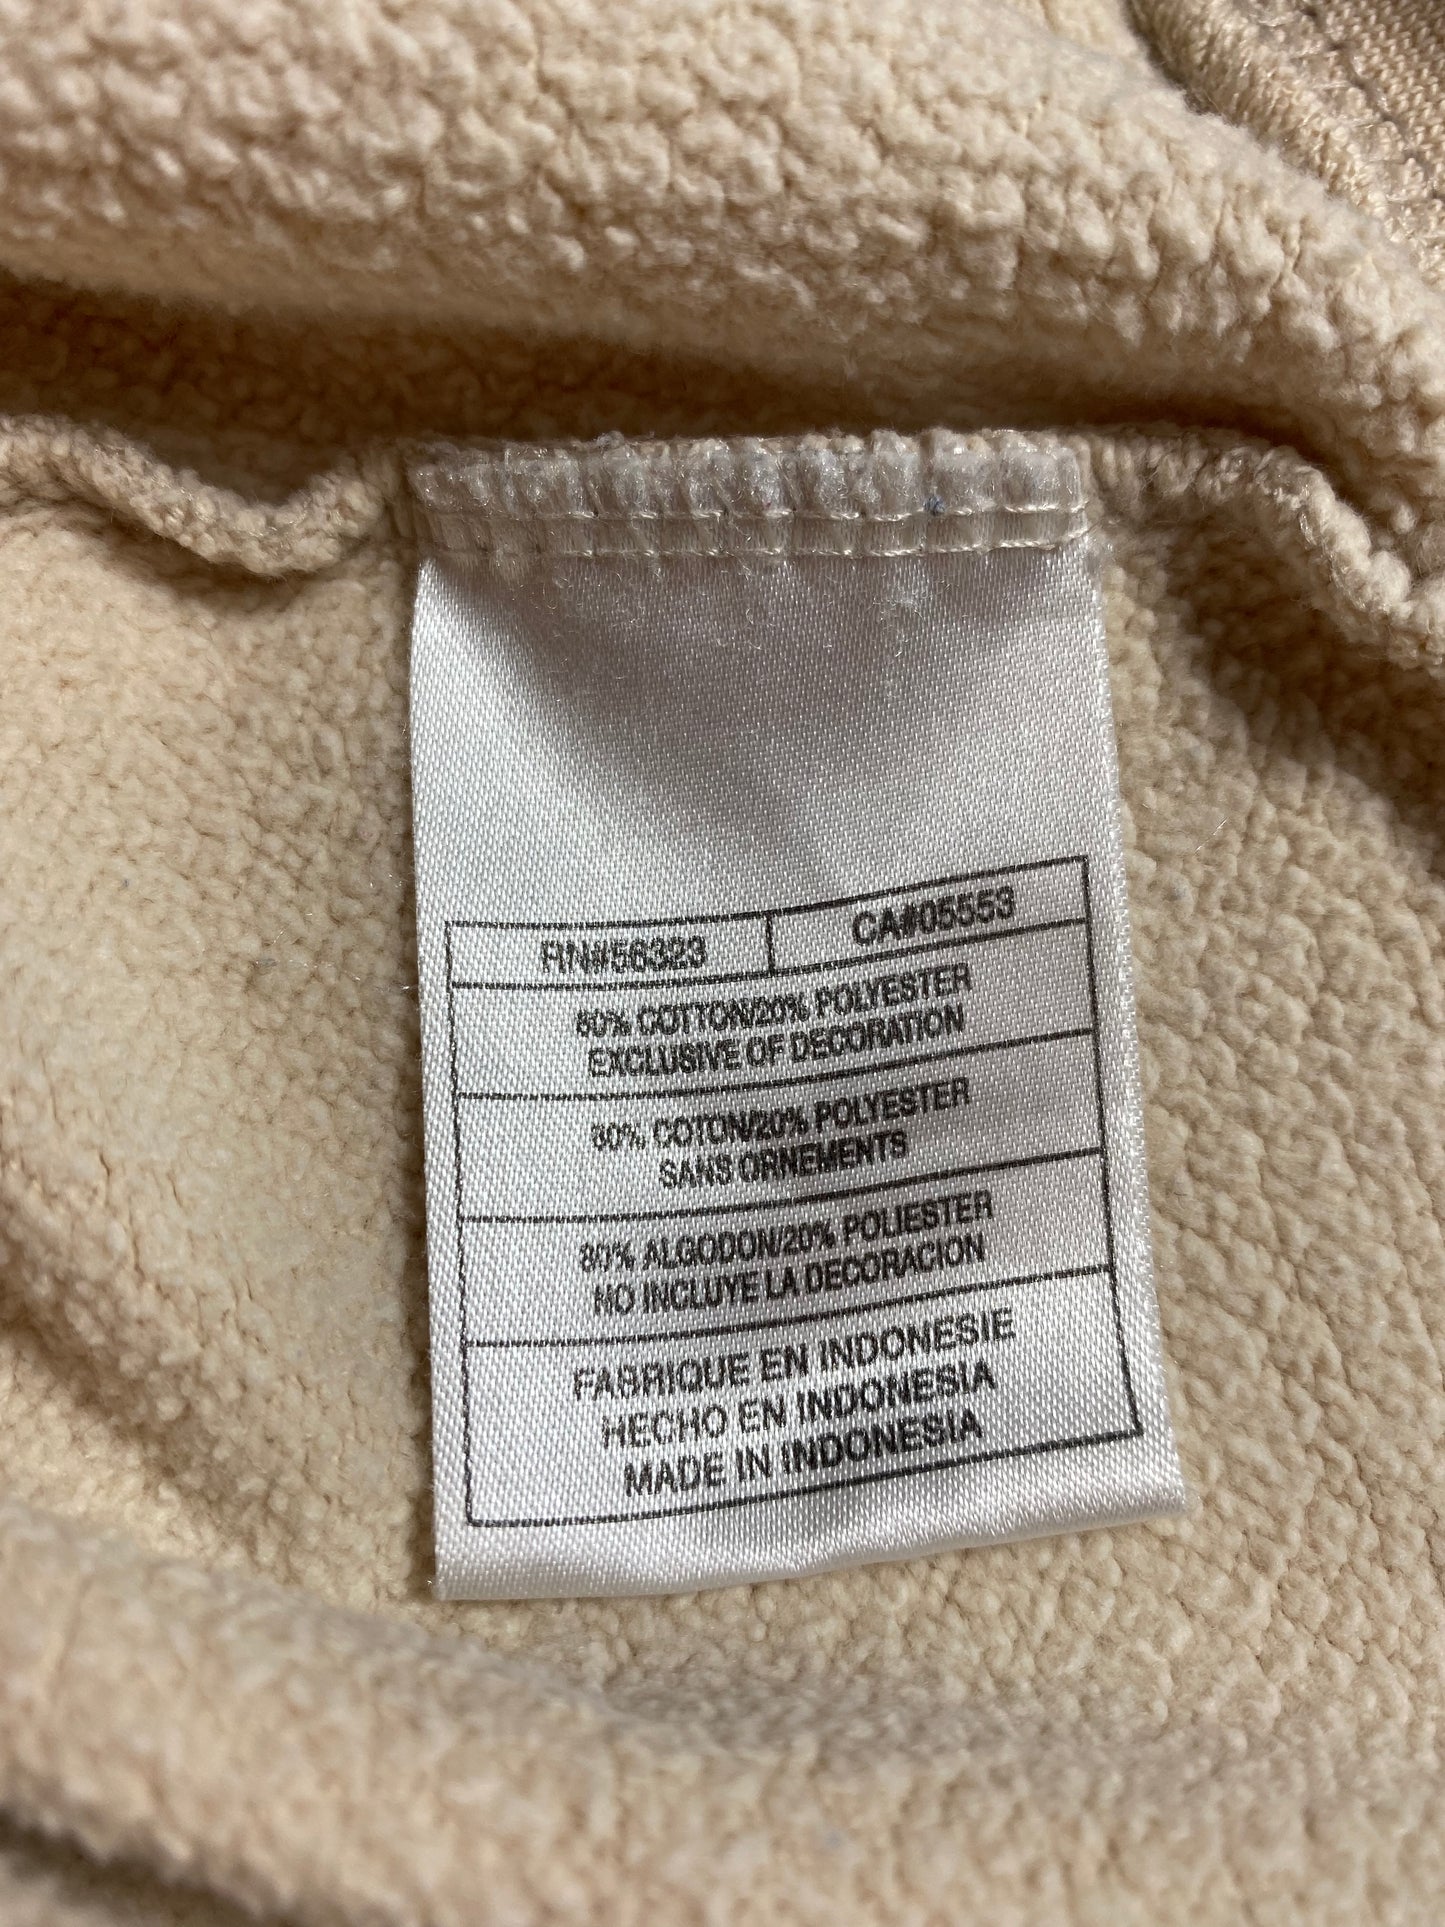 RN#56323 CA#05553
80% COTTON/20% POLYESTER
EXCLUSIVE OF DECORATION
80% COTON/20% POLYESTER
SANS ORNEMENTS
80% ALGODON/20% POLIESTER
NO INCLUYE LA DECORACION
FABRIQUE EN INDONESIE
HECHO EN INDONESIA
MADE IN INDONESIA